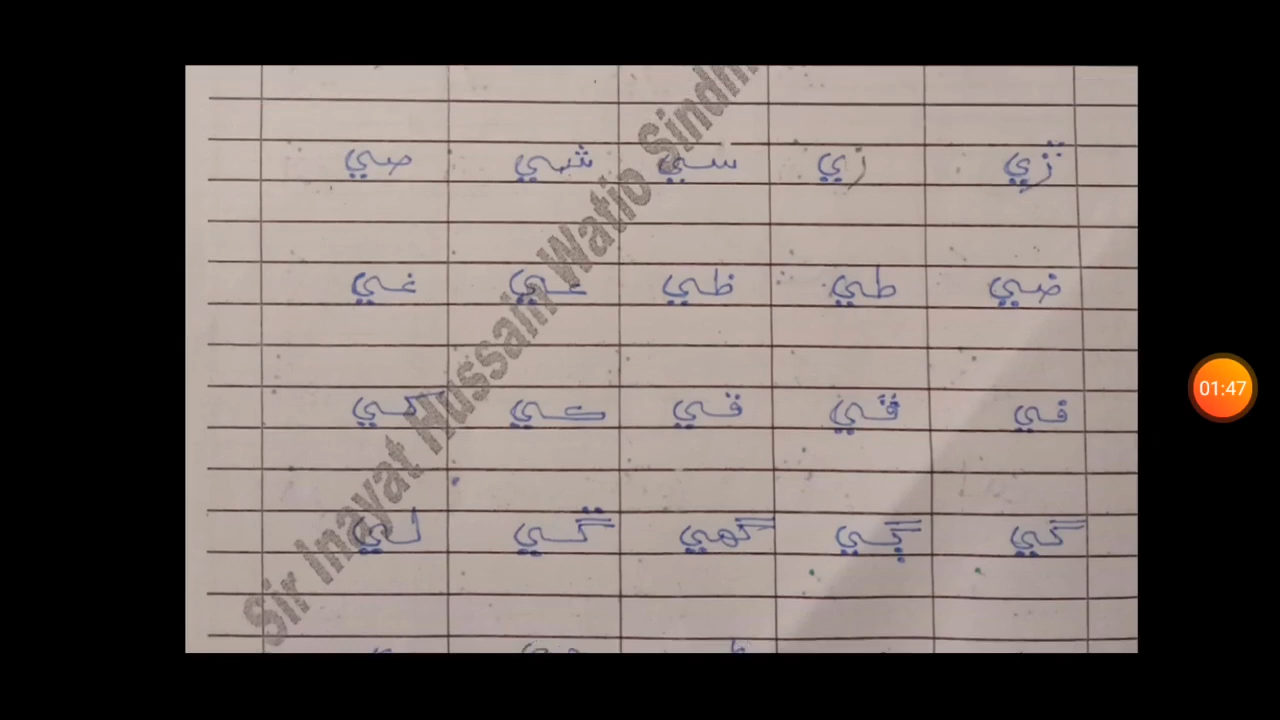 ڙي زي سي شي صي
ضي طي ظي عي غي
في ڦي قي ڪي کي
گي ڳي گهي ڱي لي
Sir Inayat Hussain Watio Sindhi
01:47